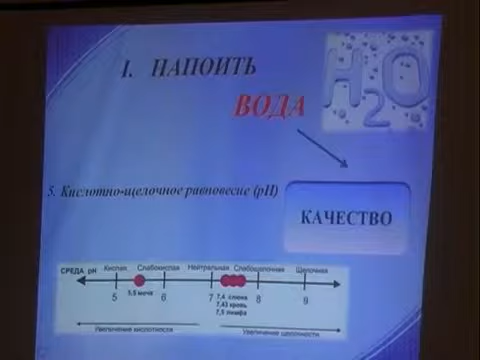 I. НАПОИТЬ
H2O
ВОДА
5. Кислотно-щелочное равновесие (pH)
КАЧЕСТВО
СРЕДА pH Кислая Слабокислая Нейтральная Слабощелочная Щелочная
5 6 7 8 9
5,5 моча
7,4 слюна
7,43 кровь
7,5 лимфа
Увеличение кислотности
Увеличение щелочности